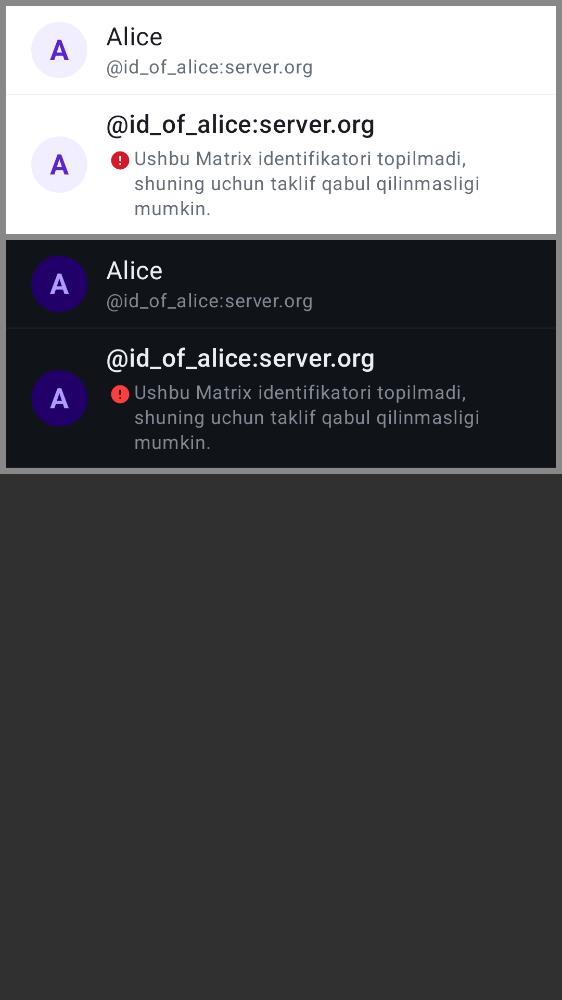 A
Alice
@id_of_alice:server.org
A
@id_of_alice:server.org
Ushbu Matrix identifikatori topilmadi,
shuning uchun taklif qabul qilinmasligi
mumkin.
A
Alice
@id_of_alice:server.org
A
@id_of_alice:server.org
Ushbu Matrix identifikatori topilmadi,
shuning uchun taklif qabul qilinmasligi
mumkin.